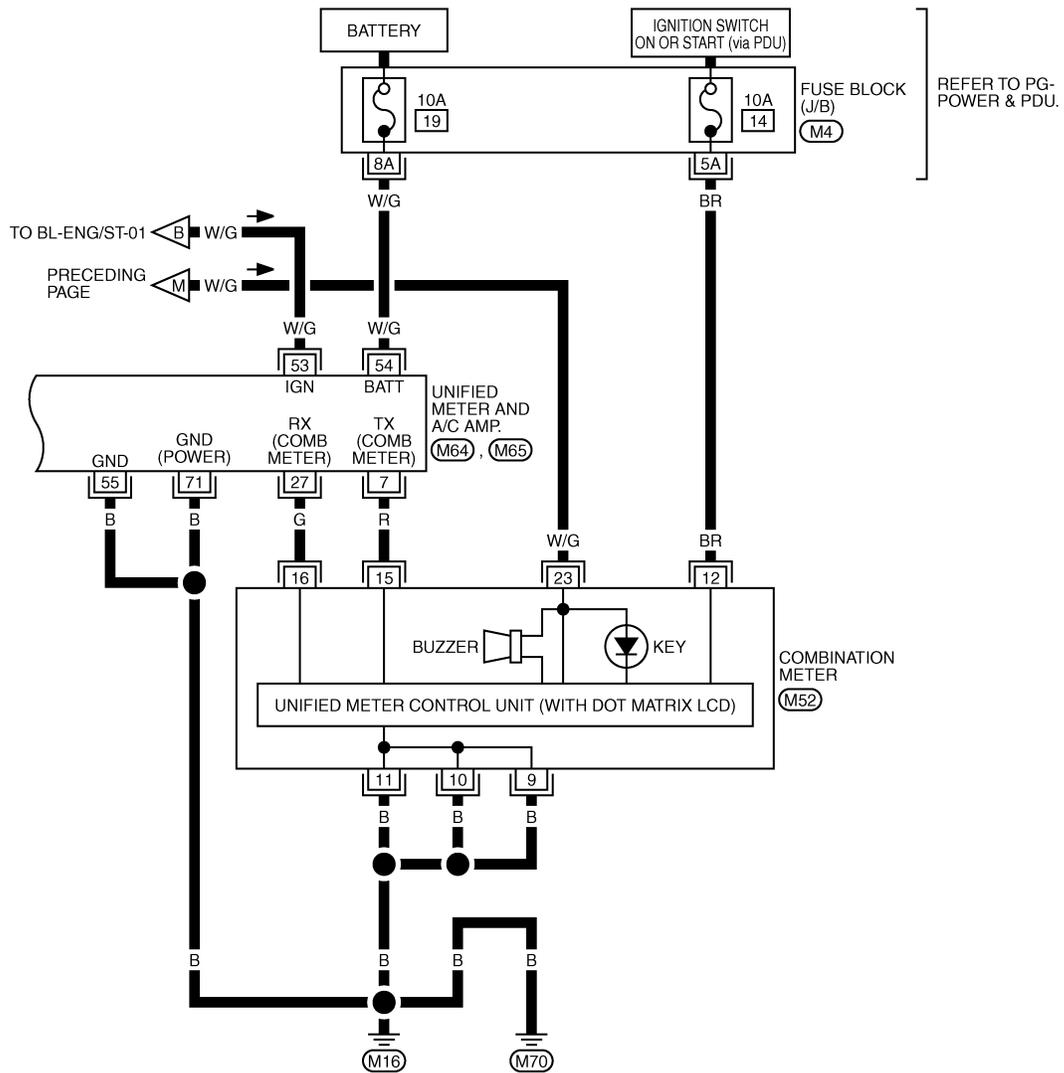 BATTERY
IGNITION SWITCH
ON OR START (via PDU)
10A
19
10A
14
FUSE BLOCK
(J/B)
M4
REFER TO PG-
POWER & PDU.
8A
5A
W/G
BR
TO BL-ENG/ST-01
B
W/G
PRECEDING
PAGE
M
W/G
W/G
W/G
53
54
IGN
BATT
UNIFIED
METER AND
A/C AMP.
M64 , M65
RX
(COMB
METER)
TX
(COMB
METER)
GND
(POWER)
GND
55
71
27
7
B
B
G
R
W/G
BR
16
15
23
12
BUZZER
KEY
COMBINATION
METER
M52
UNIFIED METER CONTROL UNIT (WITH DOT MATRIX LCD)
11
10
9
B
B
B
B
B
B
B
M16
M70